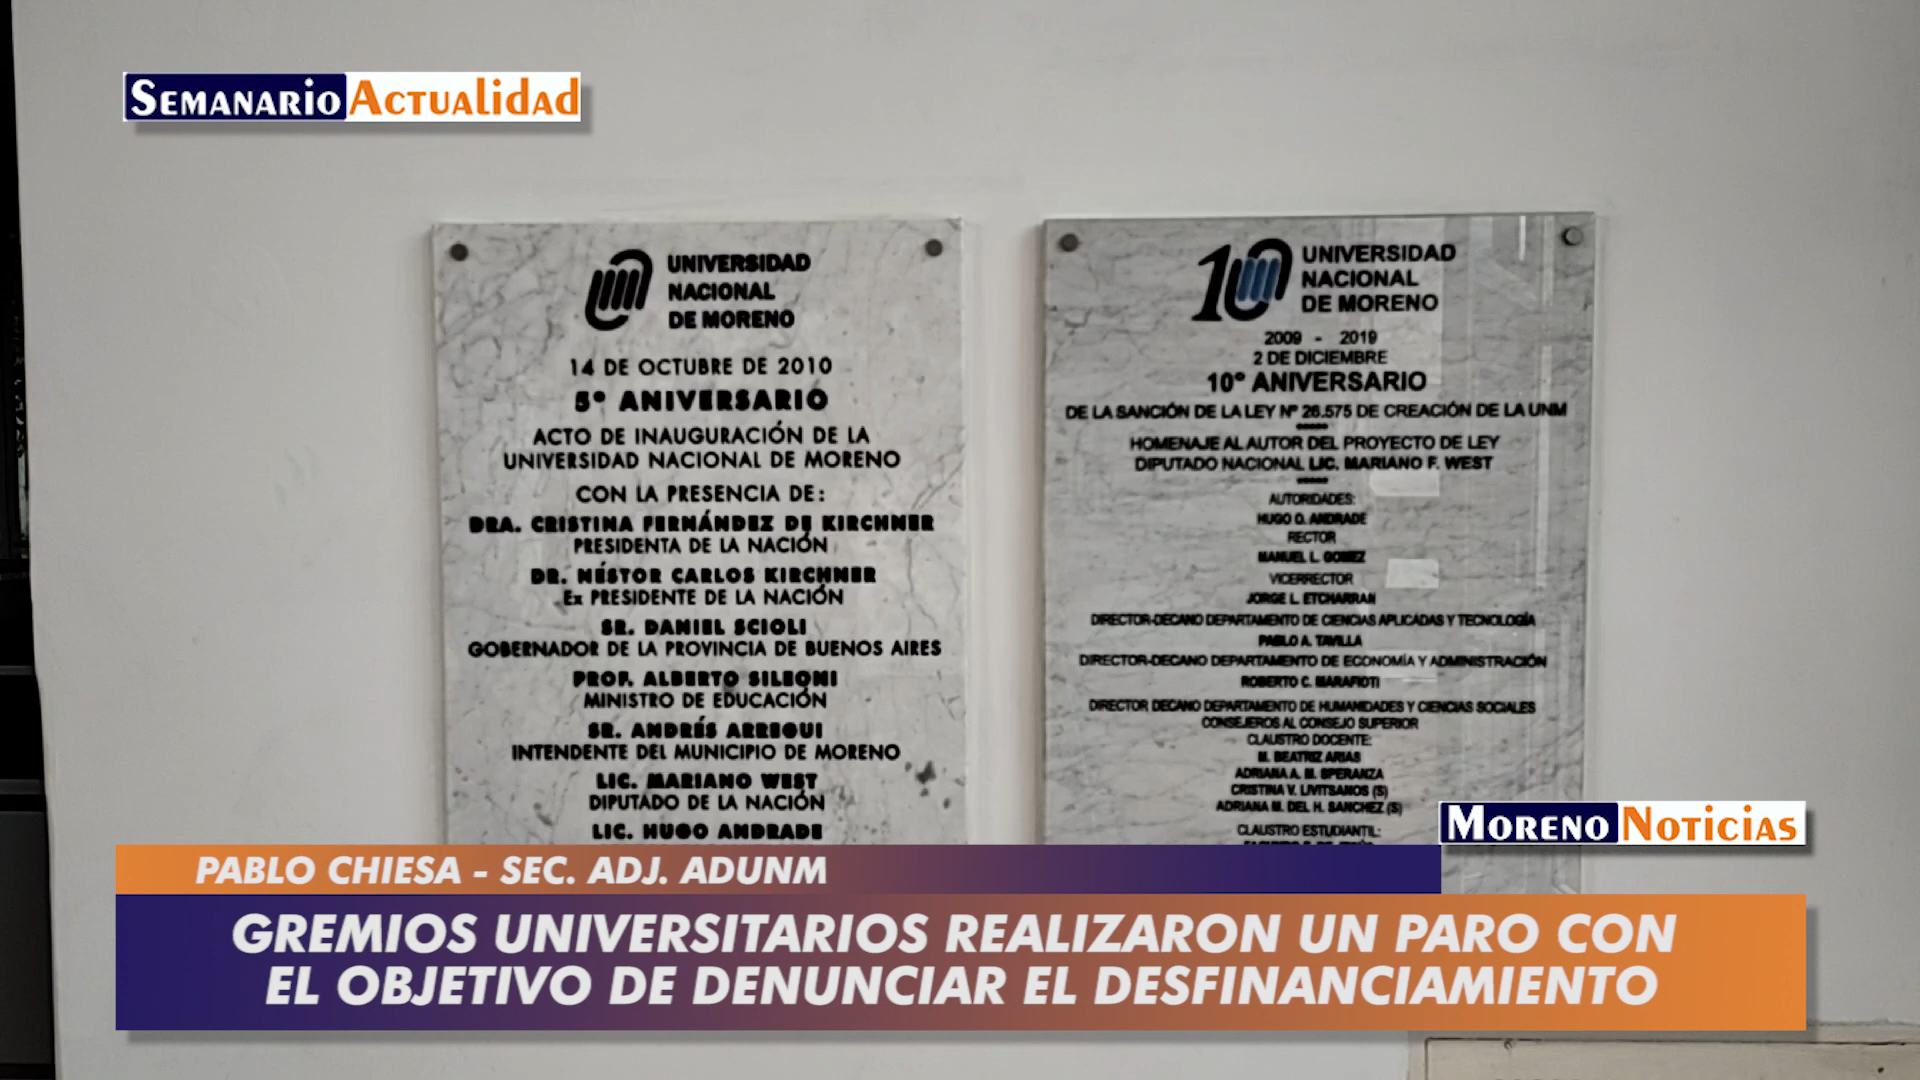 SEMANARIO ACTUALIDAD
UNIVERSIDAD
NACIONAL
DE MORENO
14 DE OCTUBRE DE 2010
5º ANIVERSARIO
ACTO DE INAUGURACIÓN DE LA
UNIVERSIDAD NACIONAL DE MORENO
CON LA PRESENCIA DE:
DRA. CRISTINA FERNÁNDEZ DE KIRCHNER
PRESIDENTA DE LA NACIÓN
DR. NÉSTOR CARLOS KIRCHNER
Ex PRESIDENTE DE LA NACIÓN
SR. DANIEL SCIOLI
GOBERNADOR DE LA PROVINCIA DE BUENOS AIRES
PROF. ALBERTO SILEONI
MINISTRO DE EDUCACIÓN
SR. ANDRÉS ARREGUI
INTENDENTE DEL MUNICIPIO DE MORENO
LIC. MARIANO WEST
DIPUTADO DE LA NACIÓN
LIC. HUGO ANDRADE
10
UNIVERSIDAD
NACIONAL
DE MORENO
2009 - 2019
2 DE DICIEMBRE
10º ANIVERSARIO
DE LA SANCIÓN DE LA LEY Nº 26.575 DE CREACIÓN DE LA UNM
HOMENAJE AL AUTOR DEL PROYECTO DE LEY
DIPUTADO NACIONAL LIC. MARIANO F. WEST
AUTORIDADES:
HUGO O. ANDRADE
RECTOR
MANUEL L. GOMEZ
VICERRECTOR
JORGE L. ETCHARRAN
DIRECTOR-DECANO DEPARTAMENTO DE CIENCIAS APLICADAS Y TECNOLOGÍA
PABLO A. TAVILLA
DIRECTOR-DECANO DEPARTAMENTO DE ECONOMÍA Y ADMINISTRACIÓN
ROBERTO C. MARAFIOTI
DIRECTOR DECANO DEPARTAMENTO DE HUMANIDADES Y CIENCIAS SOCIALES
CONSEJEROS AL CONSEJO SUPERIOR
CLAUSTRO DOCENTE:
M. BEATRIZ ARIAS
ADRIANA A. M. SPERANZA
CRISTINA V. LIVITSANOS (S)
ADRIANA M. DEL H. SANCHEZ (S)
CLAUSTRO ESTUDIANTIL:
MORENO NOTICIAS
PABLO CHIESA - SEC. ADJ. ADUNM
GREMIOS UNIVERSITARIOS REALIZARON UN PARO CON
EL OBJETIVO DE DENUNCIAR EL DESFINANCIAMIENTO